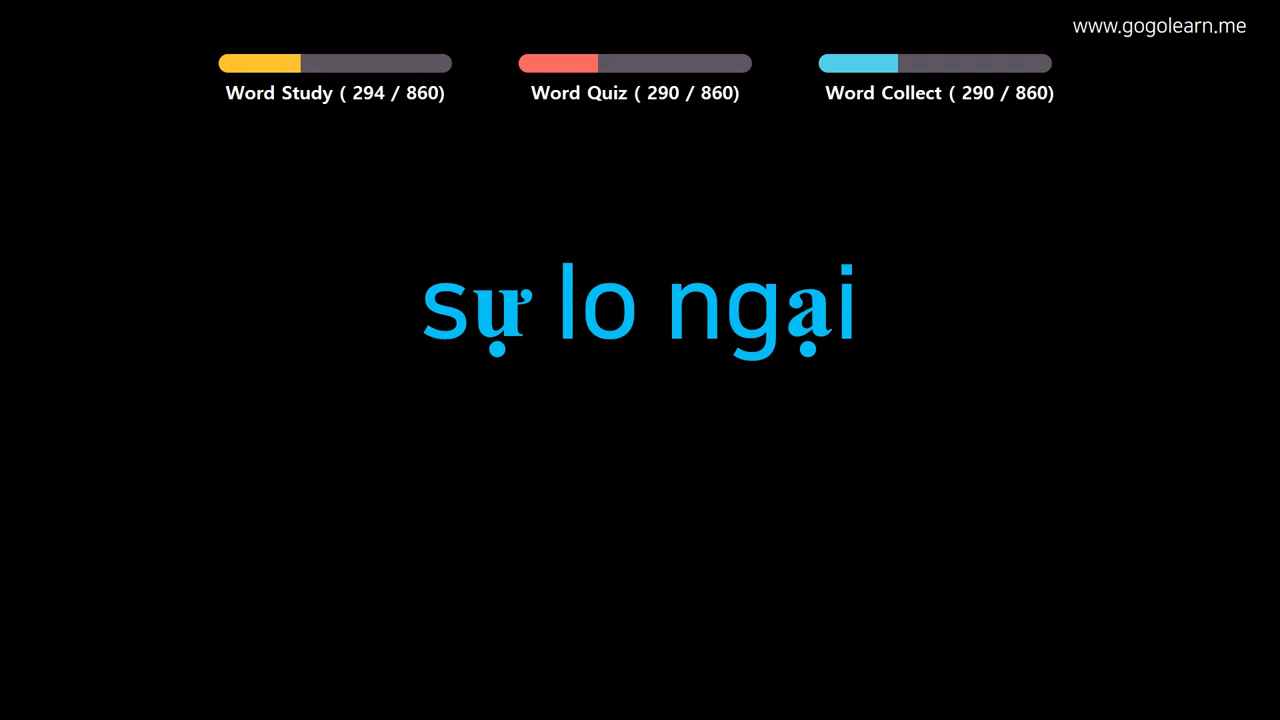 www.gogolearn.me
Word Study ( 294 / 860)
Word Quiz ( 290 / 860)
Word Collect ( 290 / 860)
sự lo ngại